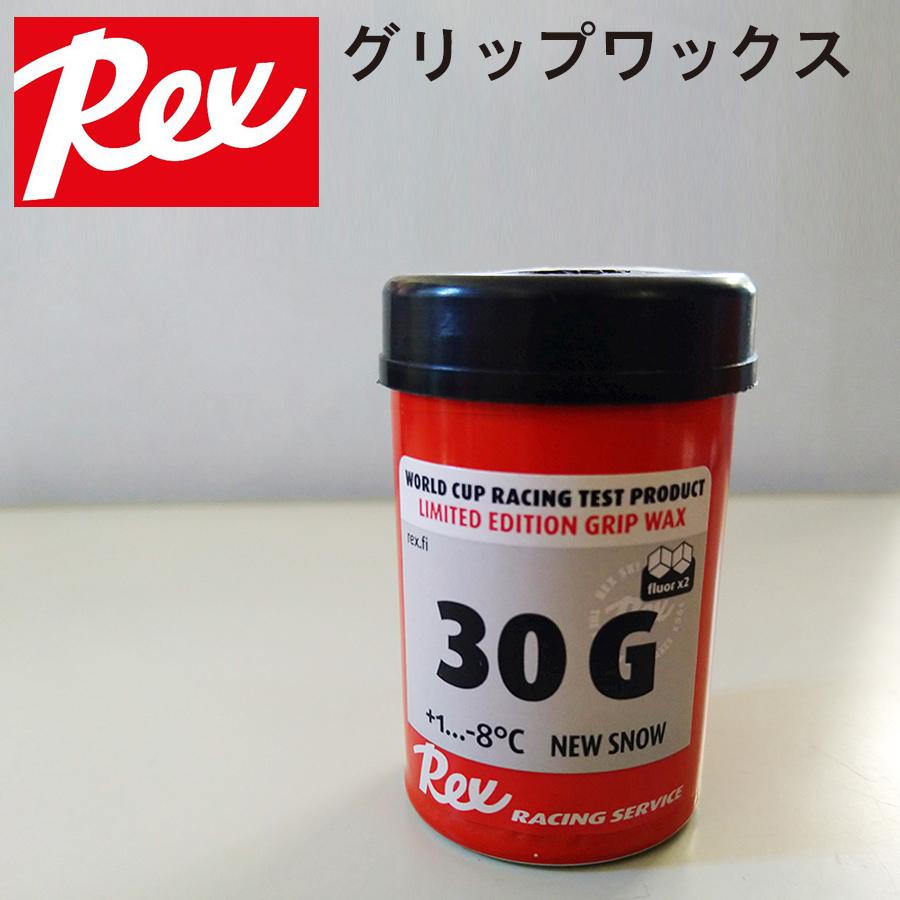 Rex
グリップワックス
WORLD CUP RACING TEST PRODUCT
LIMITED EDITION GRIP WAX
rex.fi
fluor x2
30 G
+1...-8°C NEW SNOW
Rex RACING SERVICE